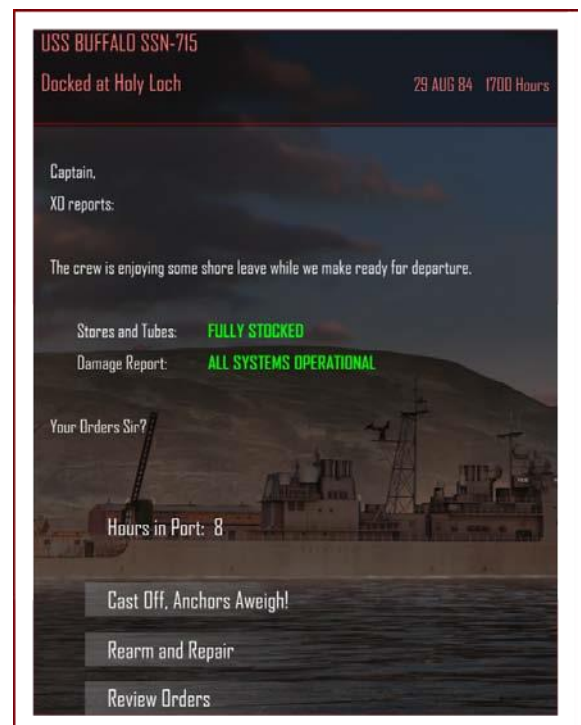 USS BUFFALO SSN-715
Docked at Holy Loch 29 AUG 84 1700 Hours
Captain,
XO reports:
The crew is enjoying some shore leave while we make ready for departure.
Stores and Tubes: FULLY STOCKED
Damage Report: ALL SYSTEMS OPERATIONAL
Your Orders Sir?
Hours in Port: 8
Cast Off, Anchors Aweigh!
Rearm and Repair
Review Orders